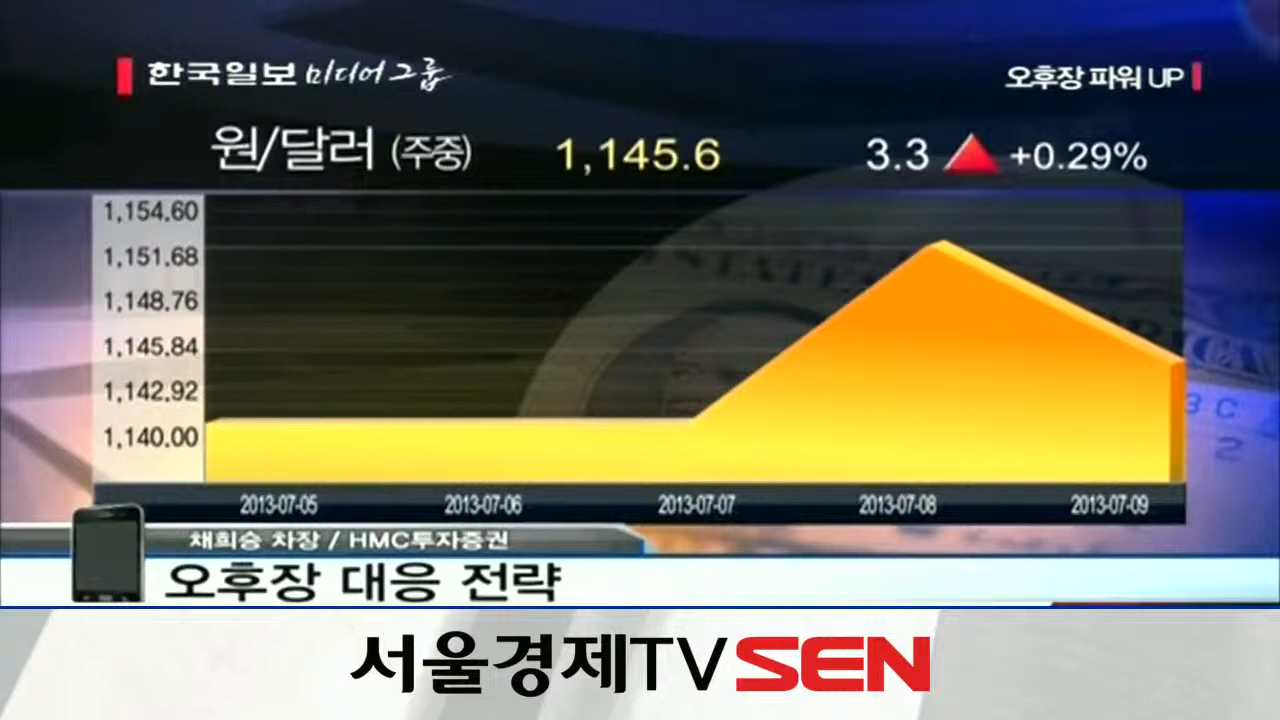 한국일보 미디어그룹
오후장 파워 UP
원/달러 (주중) 1,145.6 3.3 ▲ +0.29%
1,154.60
1,151.68
1,148.76
1,145.84
1,142.92
1,140.00
2013-07-05 2013-07-06 2013-07-07 2013-07-08 2013-07-09
채희승 차장 / HMC투자증권
오후장 대응 전략
서울경제TV SEN